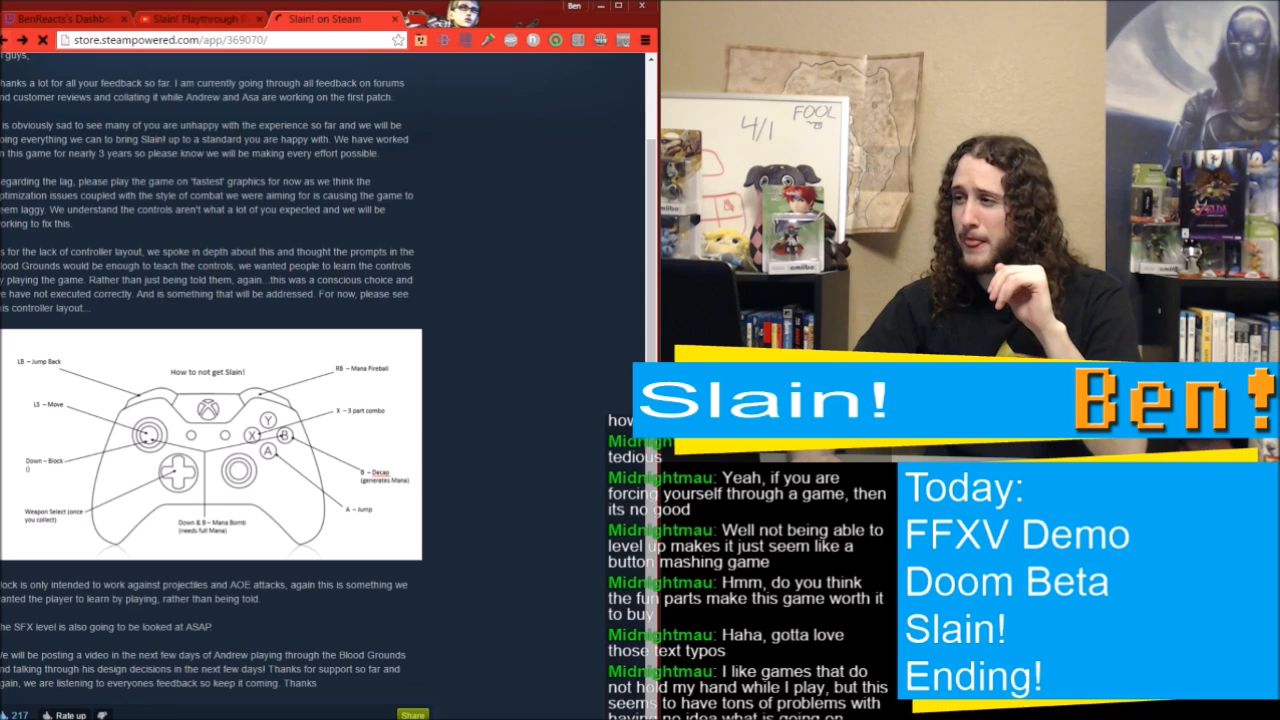 BenReacts's Dashbo
Slain! Playthrough
Slain! on Steam
Ben
store.steampowered.com/app/369070/
guys,
hanks a lot for all your feedback so far. I am currently going through all feedback on forums
nd customer reviews and collating it while Andrew and Asa are working on the first patch.
is obviously sad to see many of you are unhappy with the experience so far and we will be
oing everything we can to bring Slain! up to a standard you are happy with. We have worked
n this game for nearly 3 years so please know we will be making every effort possible.
egarding the lag, please play the game on 'fastest' graphics for now as we think the
ptimization issues coupled with the style of combat we were aiming for is causing the game to
eem laggy. We understand the controls aren't what a lot of you expected and we will be
orking to fix this.
s for the lack of controller layout, we spoke in depth about this and thought the prompts in the
lood Grounds would be enough to teach the controls, we wanted people to learn the controls
y playing the game. Rather than just being told them, again...this was a conscious choice and
e have not executed correctly. And is something that will be addressed. For now, please see
is controller layout...
How to not get Slain!
LB – Jump Back
RB – Mana Fireball
LS – Move
X – 3 part combo
Y
X
B
A
Down – Block
()
B – Decap
(generates Mana)
Weapon Select (once
you collect)
A – Jump
Down & B – Mana Bomb
(needs full Mana)
lock is only intended to work against projectiles and AOE attacks, again this is something we
anted the player to learn by playing, rather than being told.
he SFX level is also going to be looked at ASAP.
e will be posting a video in the next few days of Andrew playing through the Blood Grounds
nd talking through his design decisions in the next few days! Thanks for support so far and
gain, we are listening to everyones feedback so keep it coming. Thanks
217
Rate up
Share
4/1
FOOL
amiibo
ZELDA
Slain!
Ben!
how
Midnigh
tedious
Midnightmau: Yeah, if you are
forcing yourself through a game, then
its no good
Midnightmau: Well not being able to
level up makes it just seem like a
button mashing game
Midnightmau: Hmm, do you think
the fun parts make this game worth it
to buy
Midnightmau: Haha, gotta love
those text typos
Midnightmau: I like games that do
not hold my hand while I play, but this
seems to have tons of problems with
having no idea what is going on
Today:
FFXV Demo
Doom Beta
Slain!
Ending!